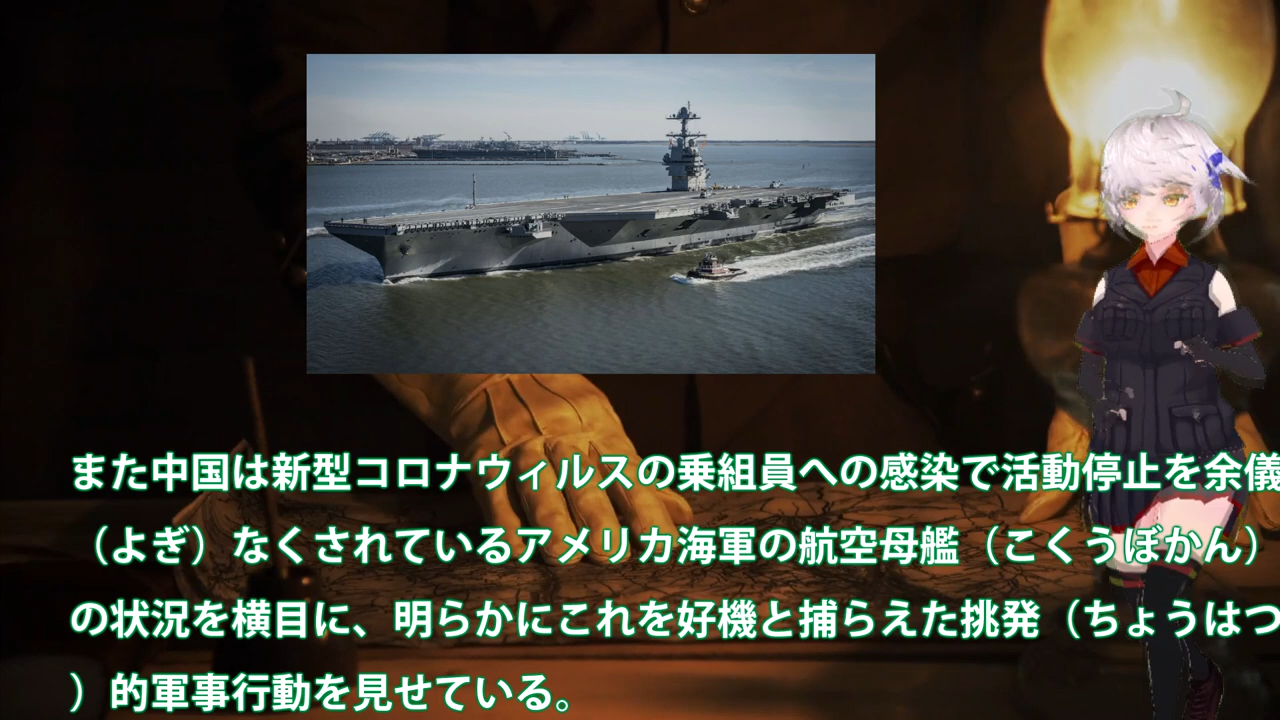 また中国は新型コロナウィルスの乗組員への感染で活動停止を余儀
（よぎ）なくされているアメリカ海軍の航空母艦（こくうぼかん）
の状況を横目に、明らかにこれを好機と捕らえた挑発（ちょうはつ
）的軍事行動を見せている。